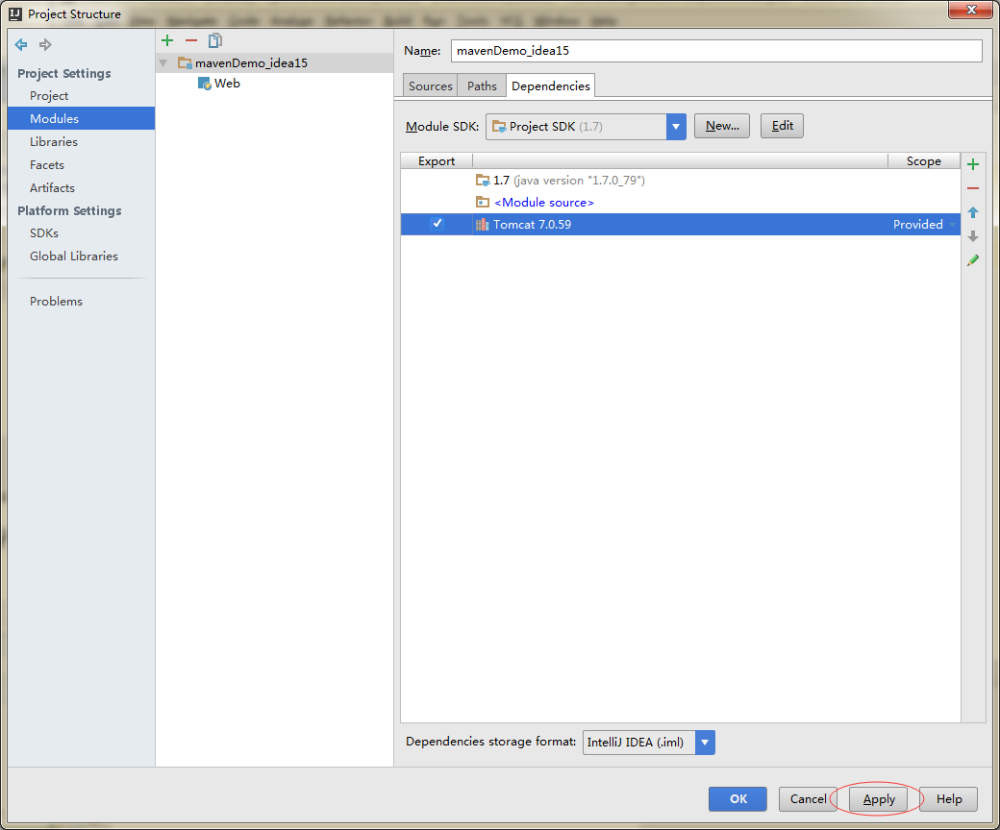 Project Structure
Project Settings
Project
Modules
Libraries
Facets
Artifacts
Platform Settings
SDKs
Global Libraries
Problems
mavenDemo_idea15
Web
Name: mavenDemo_idea15
Sources Paths Dependencies
Module SDK: Project SDK (1.7) New... Edit
Export Scope
1.7 (java version "1.7.0_79")
<Module source>
Tomcat 7.0.59 Provided
Dependencies storage format: IntelliJ IDEA (.iml)
OK Cancel Apply Help